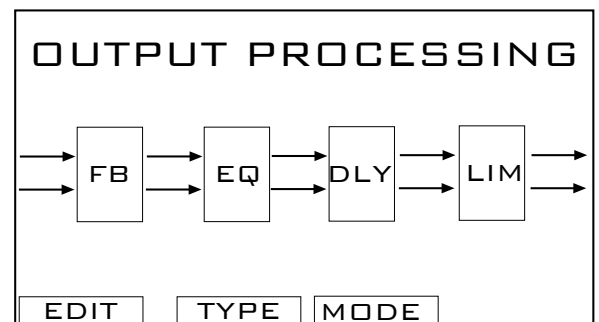 OUTPUT PROCESSING
FB EQ DLY LIM
EDIT TYPE MODE